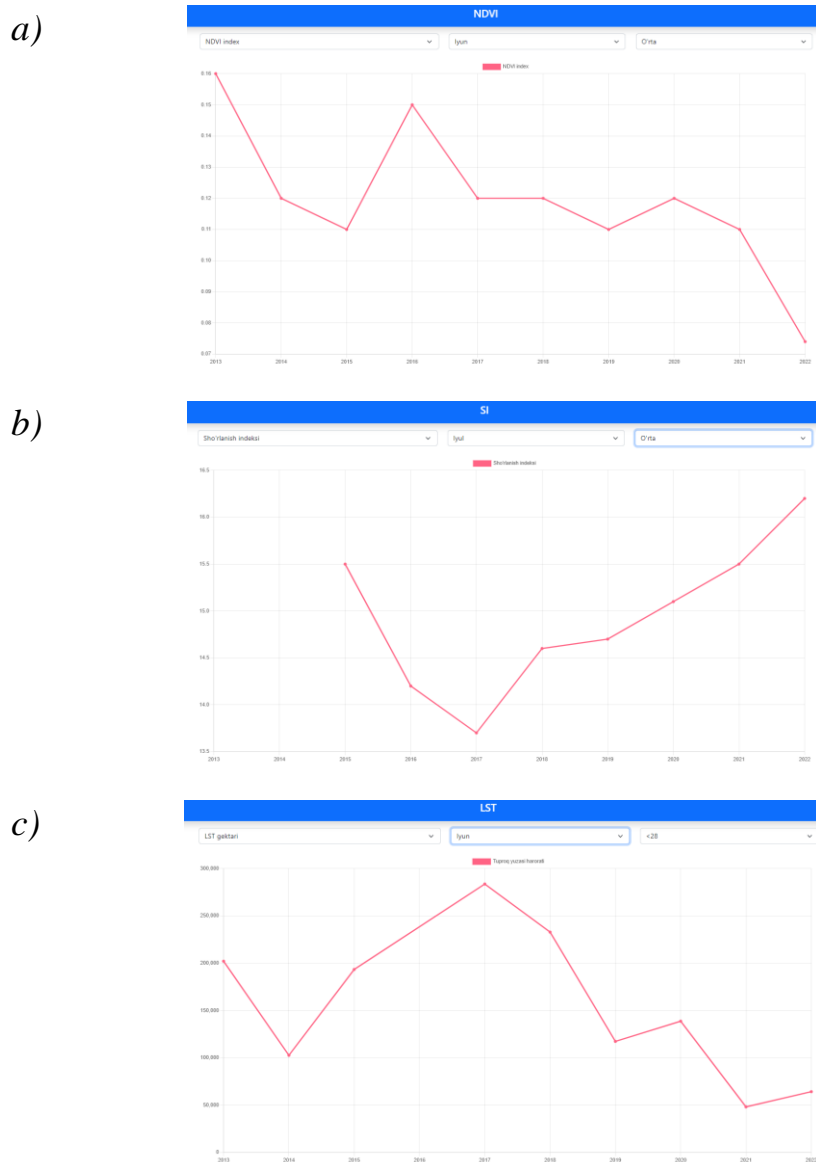 a)
NDVI
NDVI index
Iyun
O'rta
NDVI index
0.16
0.15
0.14
0.13
0.12
0.11
0.10
0.09
0.08
0.07
2013 2014 2015 2016 2017 2018 2019 2020 2021 2022
b)
SI
Sho'rlanish indeksi
Iyul
O'rta
Sho'rlanish indeksi
16.5
16.0
15.5
15.0
14.5
14.0
13.5
2013 2014 2015 2016 2017 2018 2019 2020 2021 2022
c)
LST
LST gektari
Iyun
<28
Tuproq yuzasi harorati
300,000
250,000
200,000
150,000
100,000
50,000
0
2013 2014 2015 2016 2017 2018 2019 2020 2021 2022